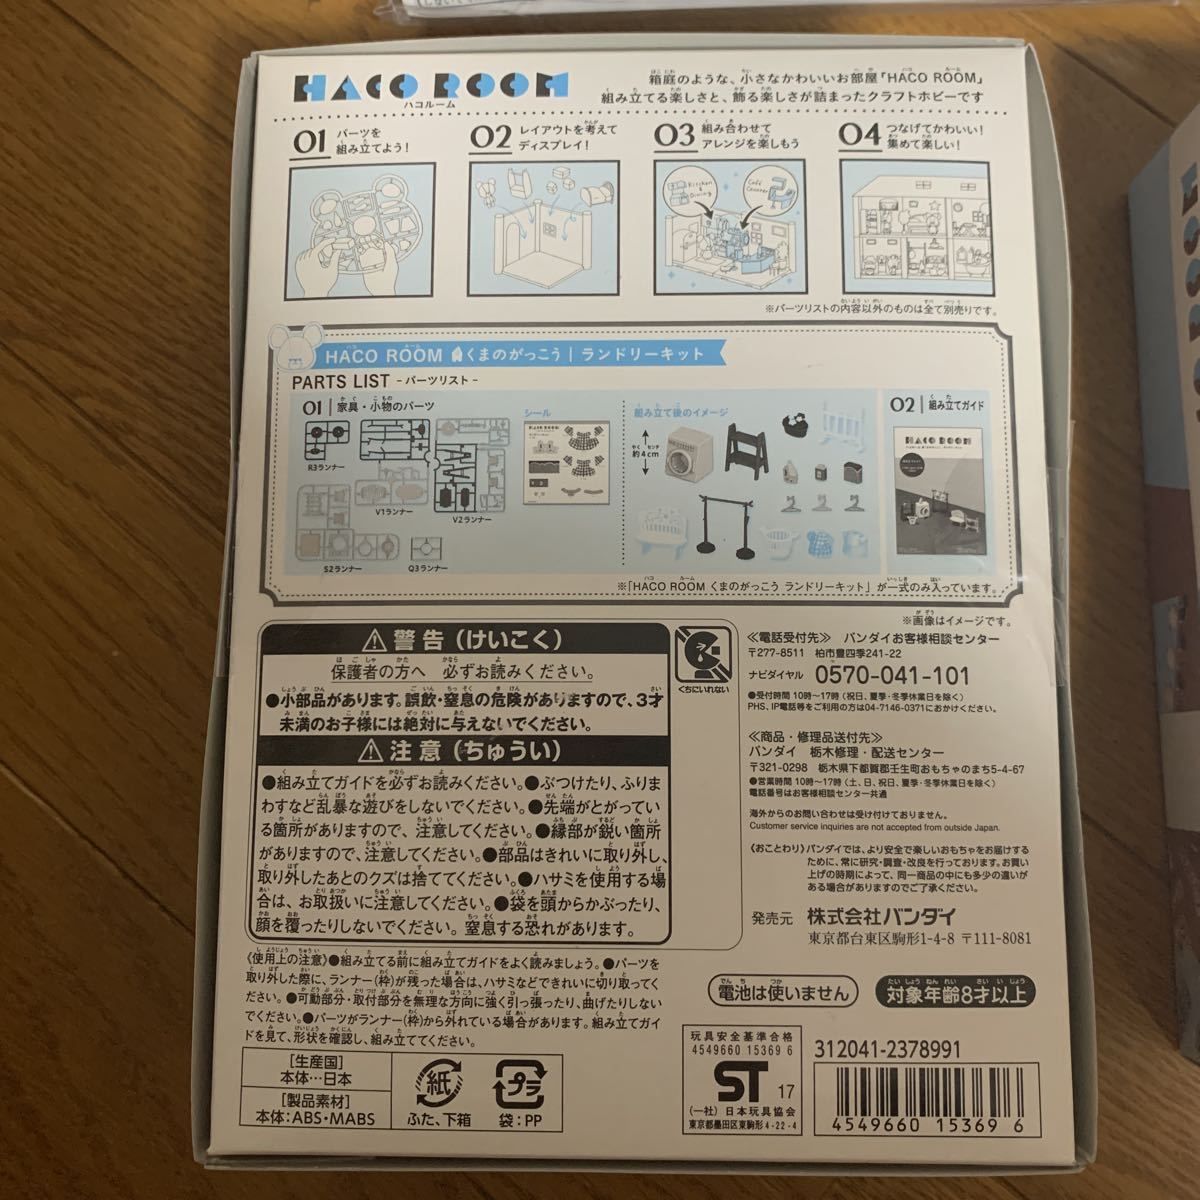 HACO ROOM
ハコルーム
箱庭のような、小さなかわいいお部屋「HACO ROOM」
組み立てる楽しさと、飾る楽しさが詰まったクラフトホビーです
01 パーツを
組み立てよう!
02 レイアウトを考えて
ディスプレイ!
03 組み合わせて
アレンジを楽しもう
04 つなげてかわいい!
集めて楽しい!
Kitchen
&
Dining
Café
Corner
※パーツリストの内容以外のものは全て別売りです。
HACO ROOM くまのがっこう | ランドリーキット
PARTS LIST - パーツリスト -
01 家具・小物のパーツ
シール
組み立て後のイメージ
02 組み立てガイド
R3ランナー
V1ランナー
V2ランナー
S2ランナー
Q3ランナー
約4cm
HACO ROOM
※「HACO ROOM くまのがっこう ランドリーキット」が一式のみ入っています。
※画像はイメージです。
警告(けいこく)
保護者の方へ 必ずお読みください。
●小部品があります。誤飲・窒息の危険がありますので、3才
未満のお子様には絶対に与えないでください。
くちにいれない
注意(ちゅうい)
●組み立てガイドを必ずお読みください。●ぶつけたり、ふりま
わすなど乱暴な遊びをしないでください。●先端がとがってい
る箇所がありますので、注意してください。●縁部が鋭い箇所
がありますので、注意してください。●部品はきれいに取り外し、
取り外したあとのクズは捨ててください。●ハサミを使用する場
合は、お取扱いに注意してください。●袋を頭からかぶったり、
顔を覆ったりしないでください。窒息する恐れがあります。
《使用上の注意》●組み立てる前に組み立てガイドをよく読みましょう。●パーツを
取り外した際に、ランナー(枠)が残った場合は、ハサミなどできれいに切り取ってく
ださい。●可動部分・取付部分を無理な方向に強く引っ張ったり、曲げたりしない
でください。●パーツがランナー(枠)から外れている場合があります。組み立てガイ
ドを見て、形状を確認し、組み立ててください。
[生産国]
本体…日本
[製品素材]
本体:ABS・MABS
紙
ふた、下箱
プラ
袋:PP
≪電話受付先≫ バンダイお客様相談センター
〒277-8511 柏市豊四季241-22
ナビダイヤル 0570-041-101
●受付時間 10時〜17時(祝日、夏季・冬季休業日を除く)
PHS、IP電話等をご利用の方は04-7146-0371におかけください。
≪商品・修理品送付先≫
バンダイ 栃木修理・配送センター
〒321-0298 栃木県下都賀郡壬生町おもちゃのまち5-4-67
●営業時間 10時〜17時(土、日、祝日、夏季・冬季休業日を除く)
電話番号はお客様相談センター共通
海外からのお問い合わせは受け付けておりません。
Customer service inquiries are not accepted from outside Japan.
《おことわり》バンダイでは、より安全で楽しいおもちゃをお届けする
ために、常に研究・調査・改良を行っております。お買い
上げの時期によって、同一商品の中にも多少の違いが
ある場合がありますのでご了承ください。
発売元 株式会社バンダイ
東京都台東区駒形1-4-8 〒111-8081
電池は使いません
対象年齢8才以上
玩具安全基準合格
4549660 15369 6
ST 17
(一社) 日本玩具協会
東京都墨田区東駒形4-22-4
312041-2378991
4549660 153696